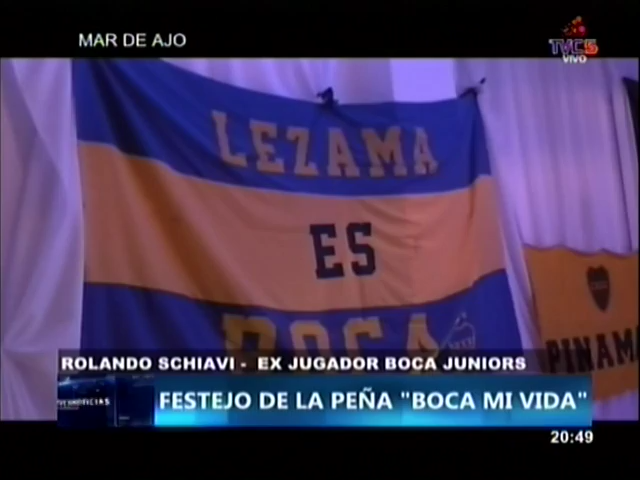 MAR DE AJO
TVC5
VIVO
LEZAMA
ES
BOCA
PINAM
ROLANDO SCHIAVI - EX JUGADOR BOCA JUNIORS
FESTEJO DE LA PEÑA "BOCA MI VIDA"
20:49